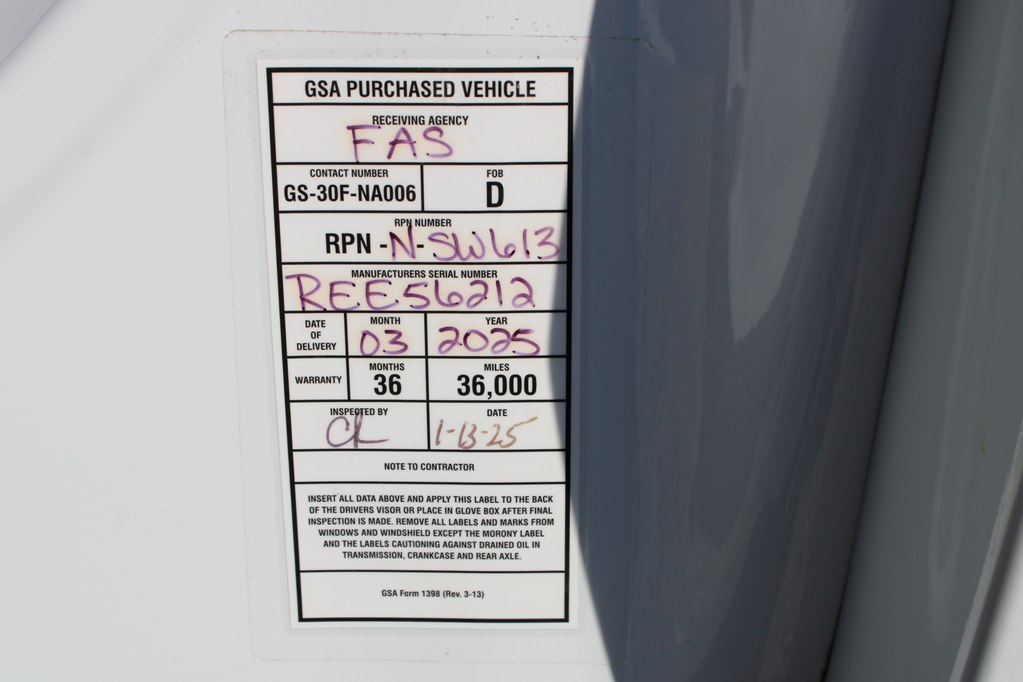 GSA PURCHASED VEHICLE
RECEIVING AGENCY
FAS
CONTACT NUMBER
GS-30F-NA006
FOB
D
RPN NUMBER
RPN -N-SW613
MANUFACTURERS SERIAL NUMBER
REE56212
DATE
OF
DELIVERY
MONTH
03
YEAR
2025
WARRANTY
MONTHS
36
MILES
36,000
INSPECTED BY
CL
DATE
1-13-25
NOTE TO CONTRACTOR
INSERT ALL DATA ABOVE AND APPLY THIS LABEL TO THE BACK
OF THE DRIVERS VISOR OR PLACE IN GLOVE BOX AFTER FINAL
INSPECTION IS MADE. REMOVE ALL LABELS AND MARKS FROM
WINDOWS AND WINDSHIELD EXCEPT THE MORONY LABEL
AND THE LABELS CAUTIONING AGAINST DRAINED OIL IN
TRANSMISSION, CRANKCASE AND REAR AXLE.
GSA Form 1398 (Rev. 3-13)